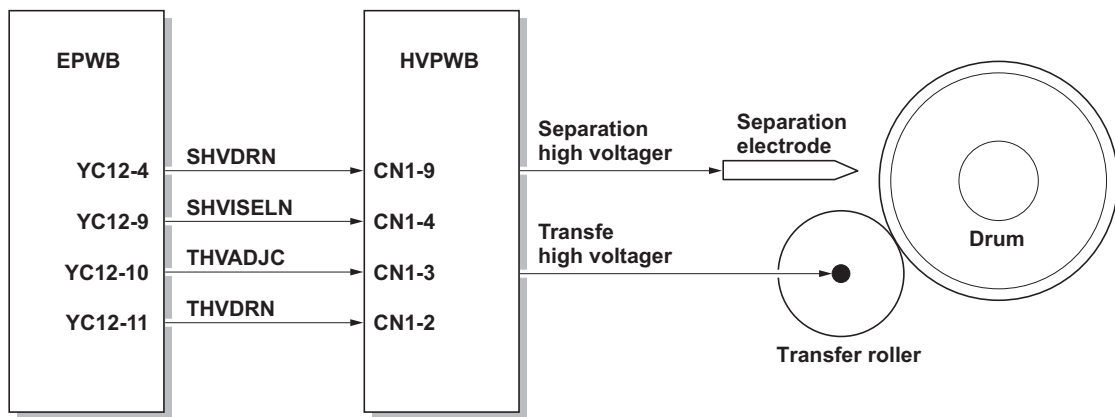 EPWB
HVPWB
YC12-4
SHVDRN
CN1-9
YC12-9
SHVISELN
CN1-4
YC12-10
THVADJC
CN1-3
YC12-11
THVDRN
CN1-2
Separation
high voltager
Separation
electrode
Transfe
high voltager
Drum
Transfer roller